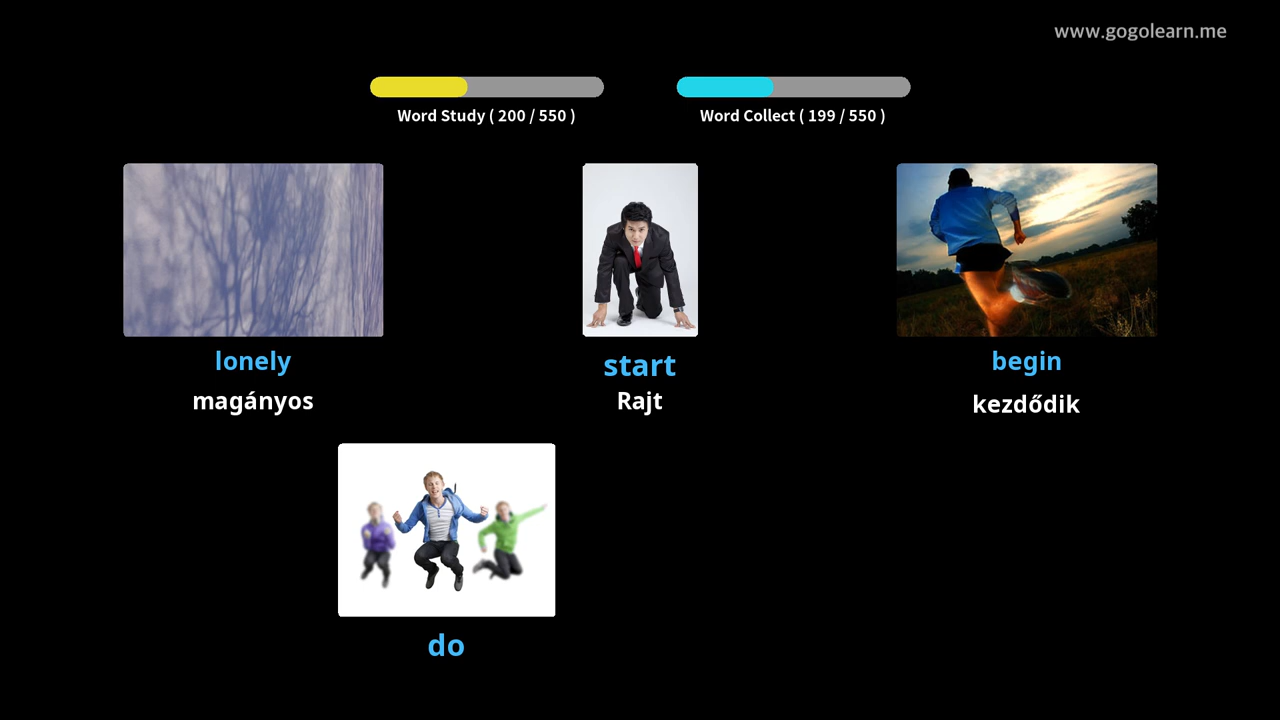 www.gogolearn.me
Word Study ( 200 / 550 )
Word Collect ( 199 / 550 )
lonely
start
begin
magányos
Rajt
kezdődik
do